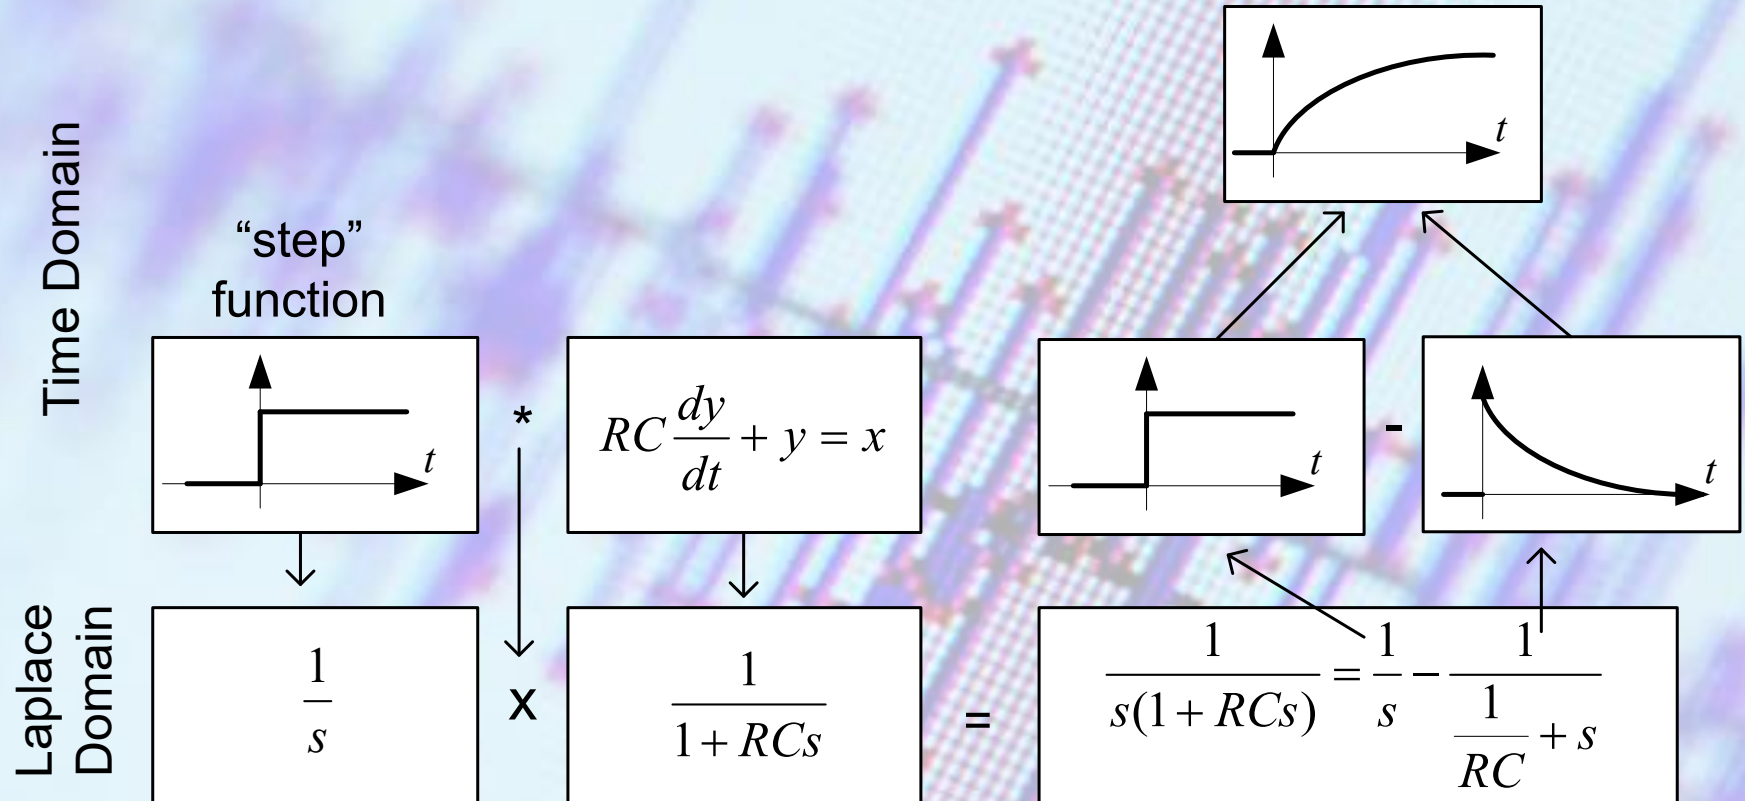 Time Domain
“step”
function
t
*
RC dy/dt + y = x
t
-
t
t
Laplace
Domain
1/s
x
1/(1 + RCs)
=
1/(s(1 + RCs)) = 1/s − 1/(1/RC + s)